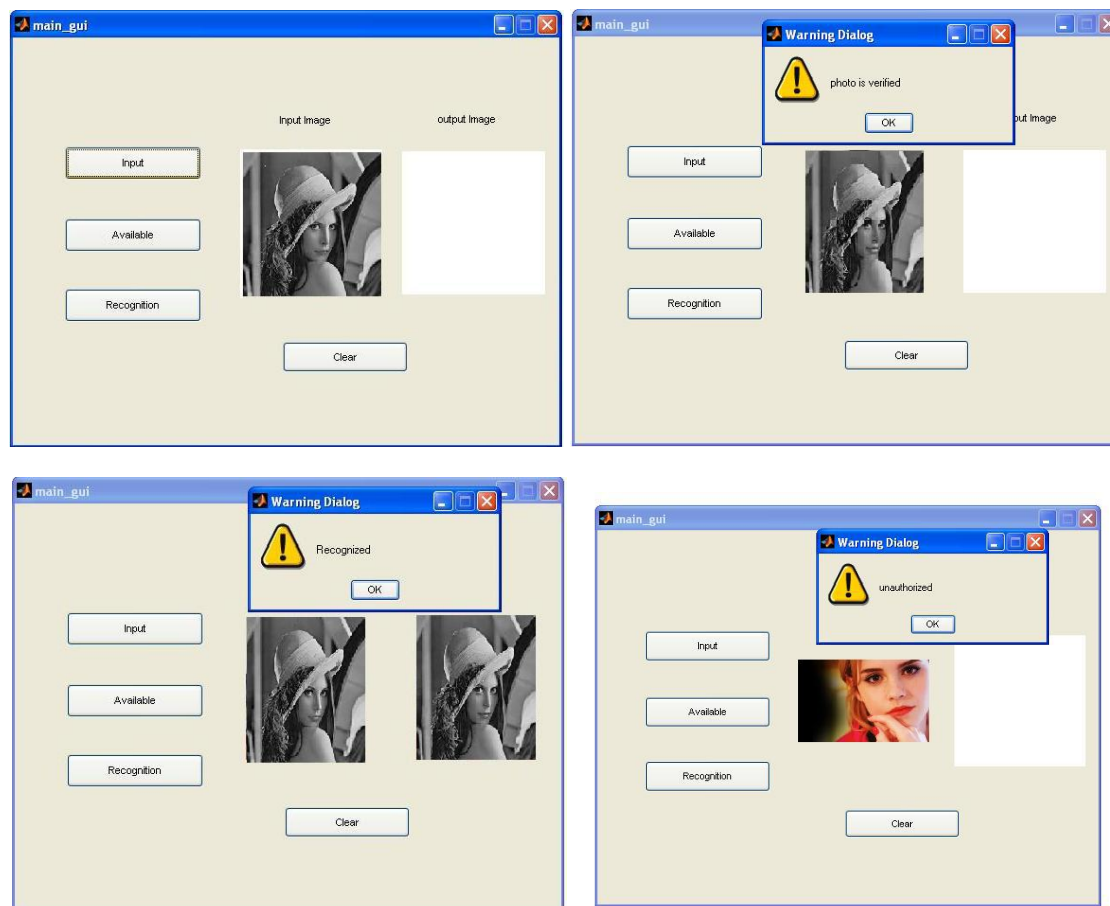 main_gui
Input Image
output Image
Input
Available
Recognition
Clear
main_gui
Warning Dialog
photo is verified
OK
put Image
Input
Available
Recognition
Clear
main_gui
Warning Dialog
Recognized
OK
Input
Available
Recognition
Clear
main_gui
Warning Dialog
unauthorized
OK
Input
Available
Recognition
Clear